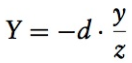 Y = −d · y/z